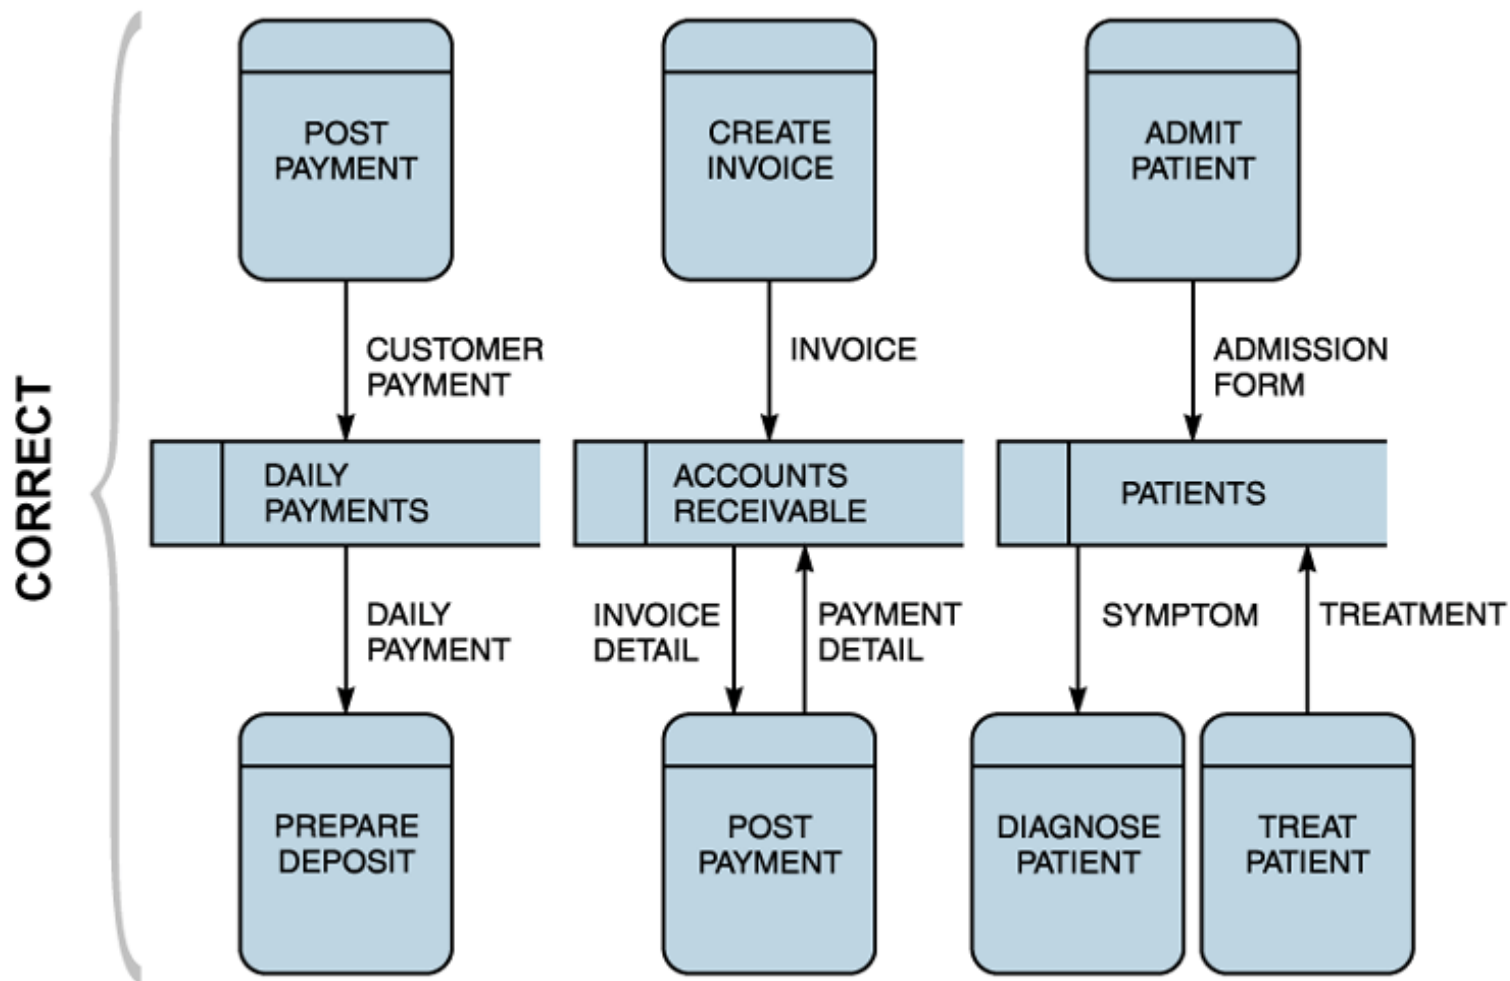 CORRECT
POST
PAYMENT
CREATE
INVOICE
ADMIT
PATIENT
CUSTOMER
PAYMENT
INVOICE
ADMISSION
FORM
DAILY
PAYMENTS
ACCOUNTS
RECEIVABLE
PATIENTS
DAILY
PAYMENT
INVOICE
DETAIL
PAYMENT
DETAIL
SYMPTOM
TREATMENT
PREPARE
DEPOSIT
POST
PAYMENT
DIAGNOSE
PATIENT
TREAT
PATIENT